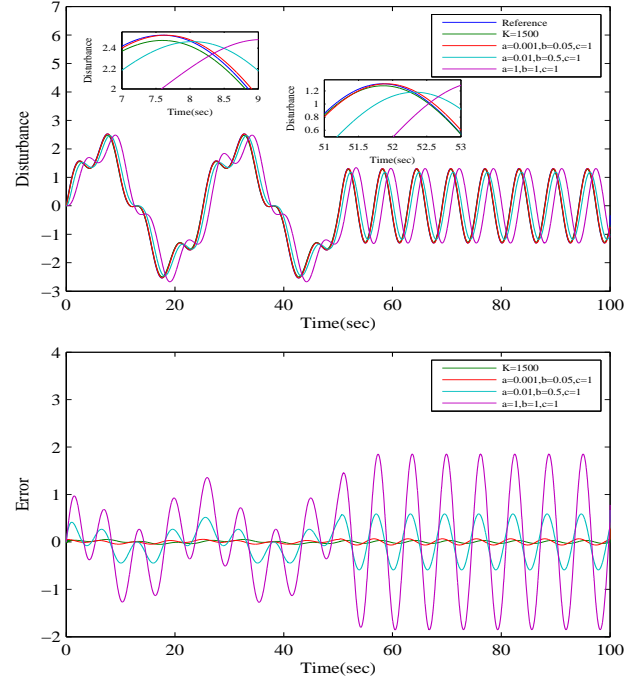 7
6
5
4
3
2
1
0
−1
−2
−3
Disturbance
0
20
40
60
80
100
Time(sec)
2.4
2.2
2
Disturbance
7
7.5
8
8.5
9
Time(sec)
1.2
1
0.8
0.6
Disturbance
51
51.5
52
52.5
53
Time(sec)
Reference
K=1500
a=0.001,b=0.05,c=1
a=0.01,b=0.5,c=1
a=1,b=1,c=1
4
3
2
1
0
−1
−2
Error
0
20
40
60
80
100
Time(sec)
K=1500
a=0.001,b=0.05,c=1
a=0.01,b=0.5,c=1
a=1,b=1,c=1